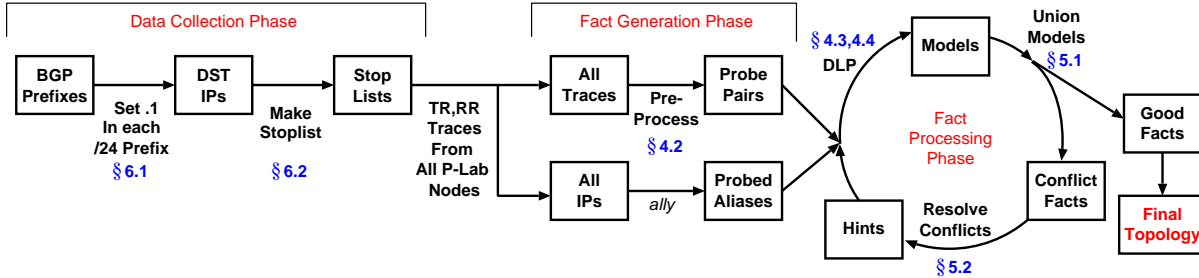 Data Collection Phase
BGP
Prefixes
Set .1
In each
/24 Prefix
§ 6.1
DST
IPs
Make
Stoplist
§ 6.2
Stop
Lists
TR,RR
Traces
From
All P-Lab
Nodes
Fact Generation Phase
All
Traces
Pre-
Process
§ 4.2
Probe
Pairs
All
IPs
ally
Probed
Aliases
§ 4.3,4.4
DLP
Models
Union
Models
§ 5.1
Fact
Processing
Phase
Good
Facts
Conflict
Facts
Resolve
Conflicts
§ 5.2
Hints
Final
Topology